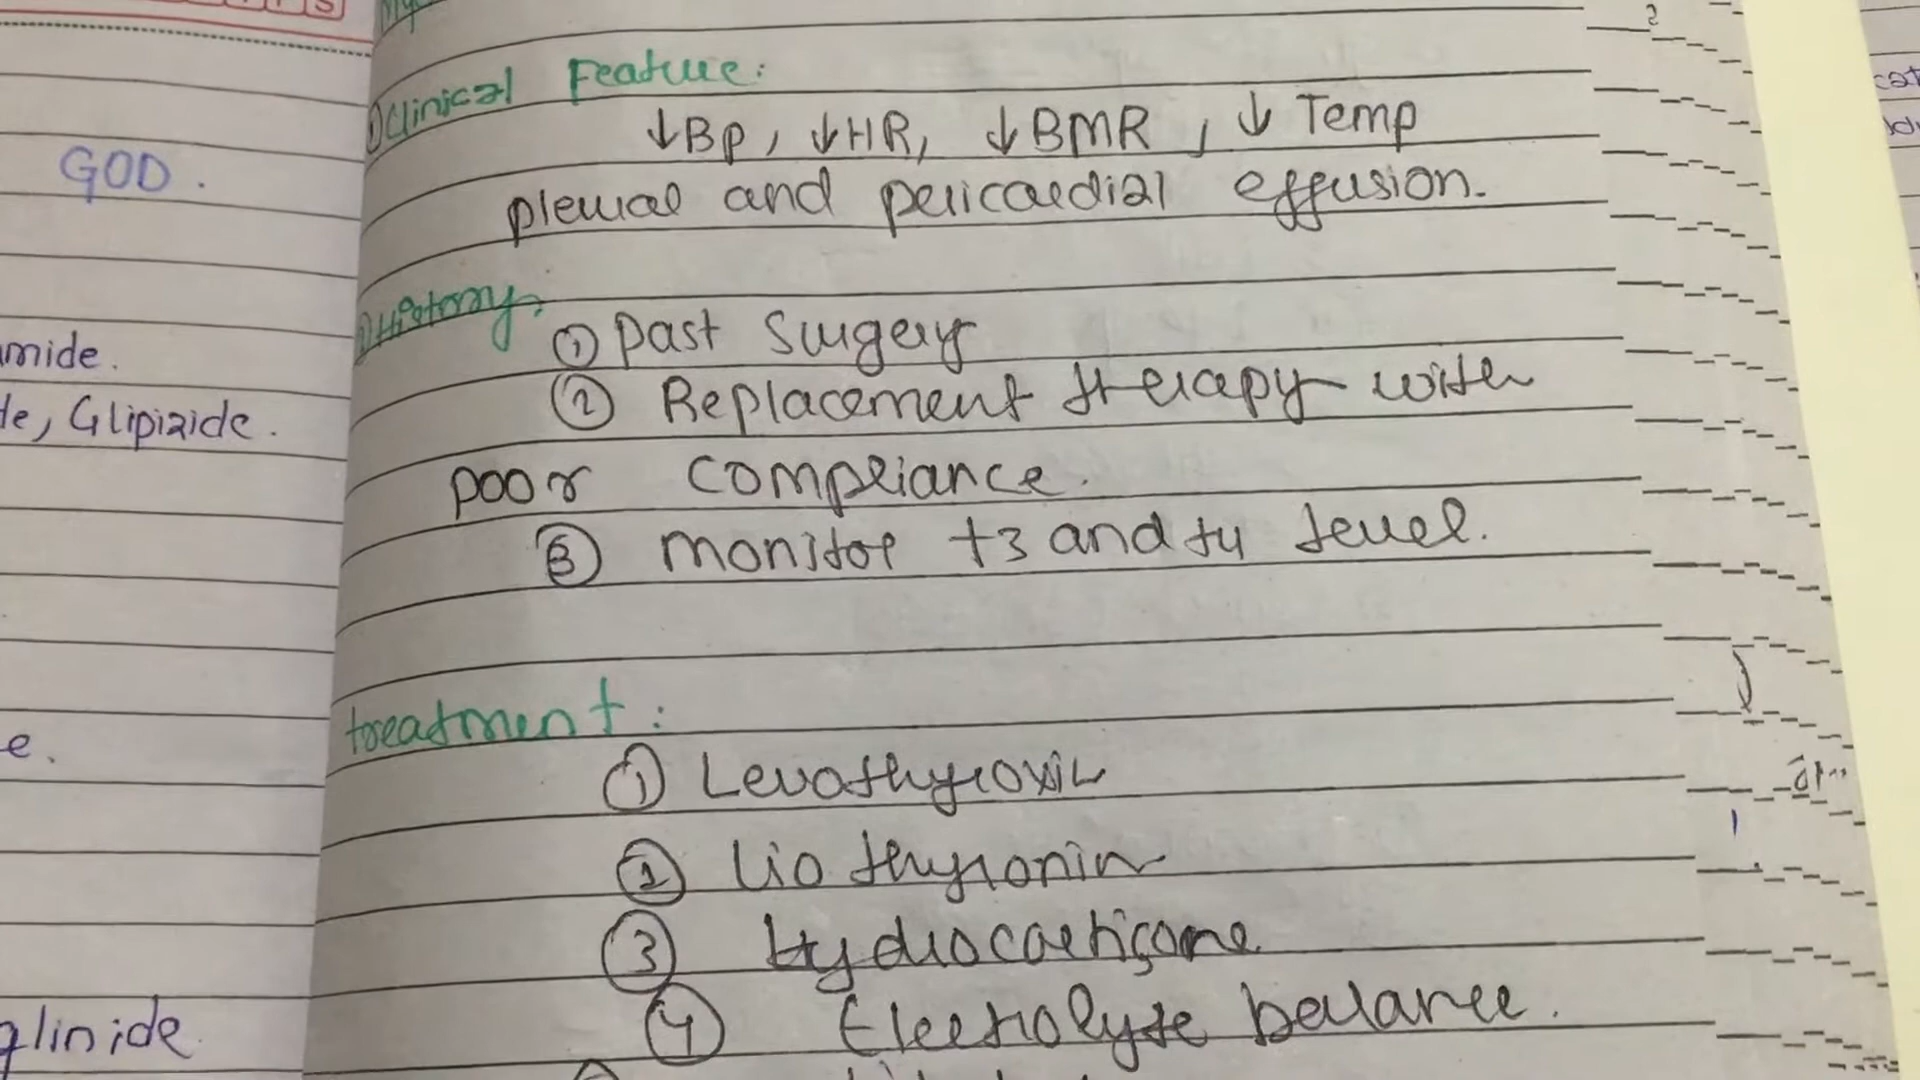 GOD.
mide.
le, Glipizide.
e.
glinide
Clinical Feature:
↓Bp, ↓HR, ↓BMR, ↓Temp
pleural and pericardial effusion.
History,
① past surgery
② Replacement therapy with
poor compliance.
③ monitor t3 and t4 level.
treatment:
① Levothyroxin
② Liothyronin
③ Hydrocortisone
④ Electrolyte balance.